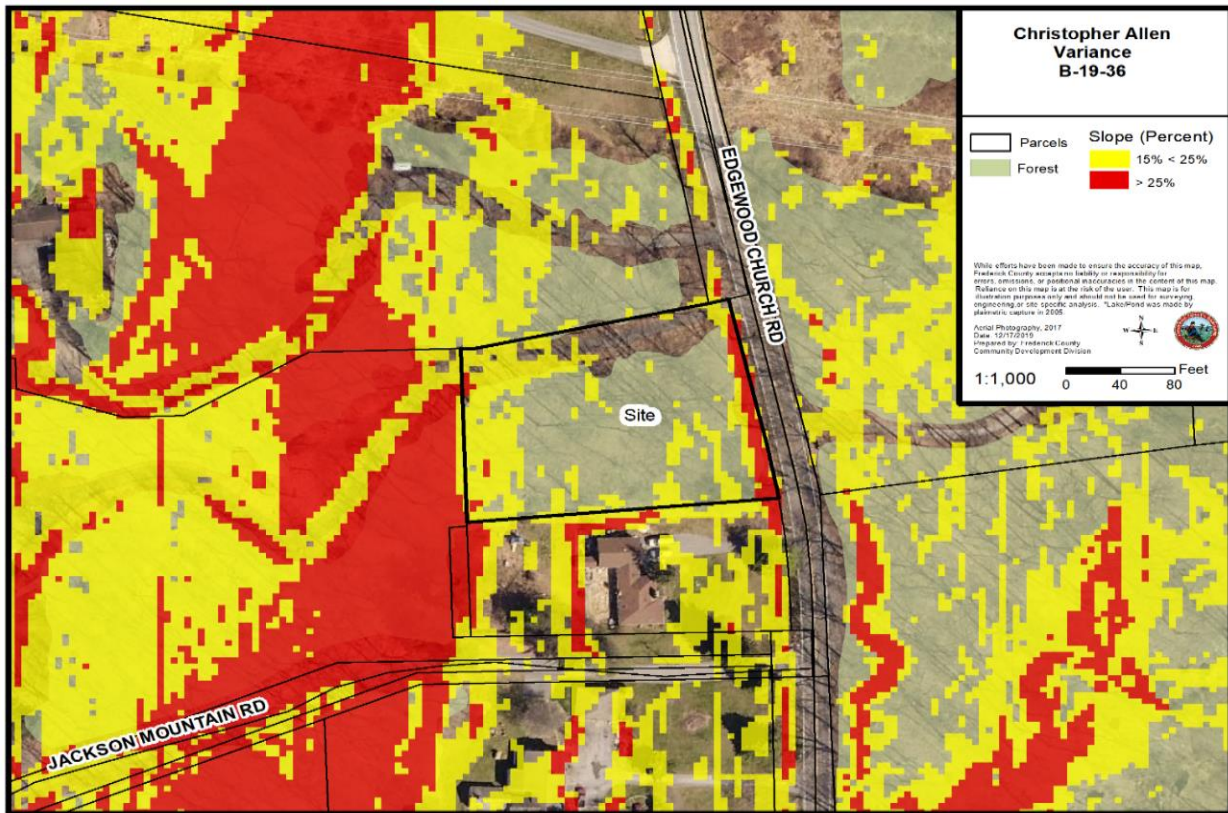 Christopher Allen
Variance
B-19-36
Parcels
Forest
Slope (Percent)
15% < 25%
> 25%
While efforts have been made to ensure the accuracy of this map,
Frederick County accepts no liability or responsibility for
errors, omissions, or positional inaccuracies in the content of this map.
Reliance on this map is at the risk of the user. This map is for
illustration purposes only and should not be used for surveying,
engineering, or site specific analysis. *Lake/Pond was made by
planimetric capture in 2005.
Aerial Photography, 2017
Date: 12/17/2019
Prepared by: Frederick County
Community Development Division
N
W
E
S
1:1,000
Feet
0 40 80
EDGEWOOD CHURCH RD
Site
JACKSON MOUNTAIN RD